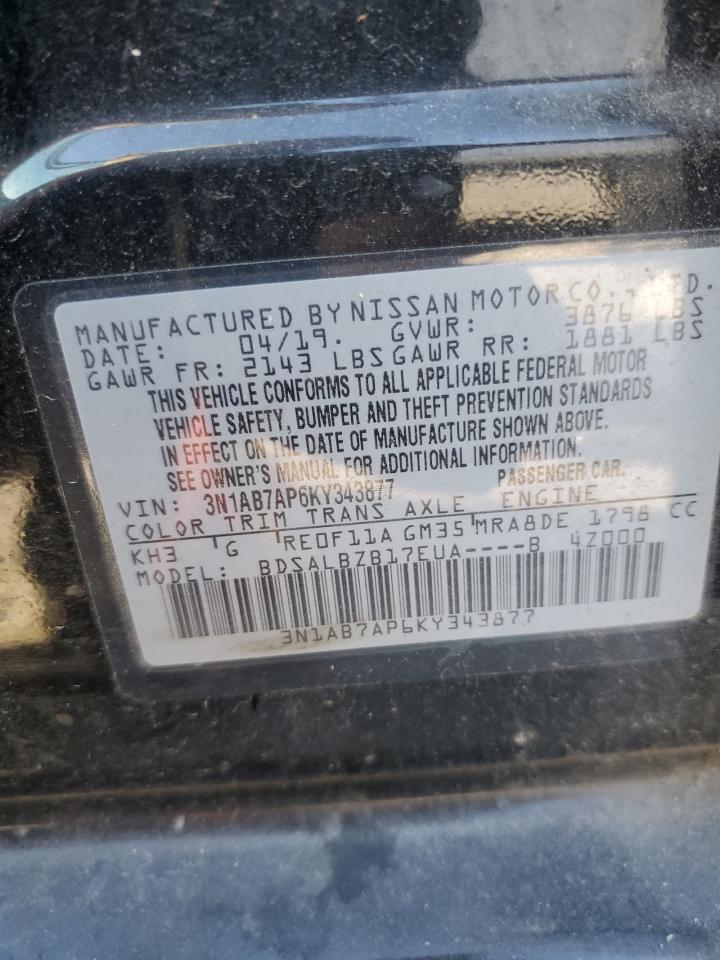 MANUFACTURED BY NISSAN MOTOR CO., LTD.
DATE: 04/19. GVWR: 3876 LBS
GAWR FR: 2143 LBS GAWR RR: 1881 LBS
THIS VEHICLE CONFORMS TO ALL APPLICABLE FEDERAL MOTOR
VEHICLE SAFETY, BUMPER AND THEFT PREVENTION STANDARDS
IN EFFECT ON THE DATE OF MANUFACTURE SHOWN ABOVE.
SEE OWNER'S MANUAL FOR ADDITIONAL INFORMATION.
VIN: 3N1AB7AP6KY343877 PASSENGER CAR.
COLOR TRIM TRANS AXLE ENGINE
KH3 'G 'RE0F11A GM35'MRA8DE 1798 CC
MODEL: BDSALBZB17EUA----B 4Z000
3N1AB7AP6KY343877